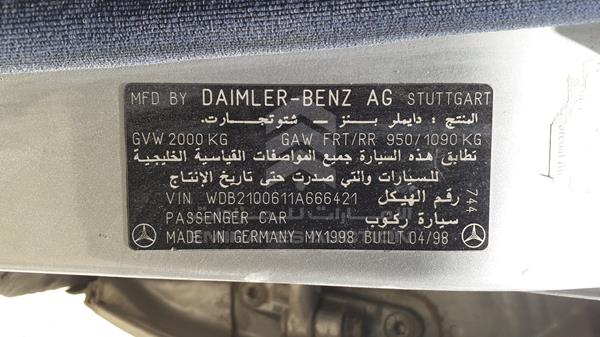 MFD BY DAIMLER-BENZ AG STUTTGART
المنتج : دايملر بنز – شتوتجارت.
GVW 2000 KG GAW FRT/RR 950/1090 KG
تطابق هذه السيارة جميع المواصفات القياسية الخليجية
للسيارات والتي صدرت حتى تاريخ الإنتاج
VIN WDB2100611A666421 رقم الهيكل
744
PASSENGER CAR سيارة ركوب
MADE IN GERMANY MY1998 BUILT 04/98